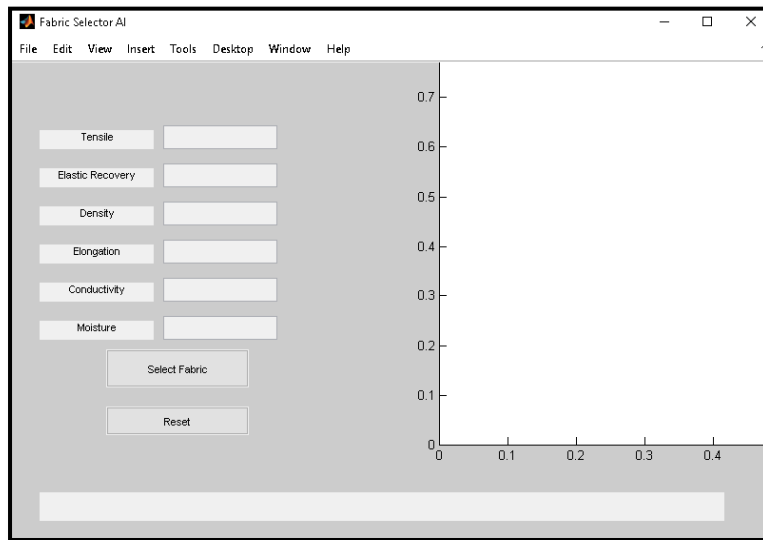 Fabric Selector AI
File Edit View Insert Tools Desktop Window Help
Tensile
Elastic Recovery
Density
Elongation
Conductivity
Moisture
Select Fabric
Reset
0.7
0.6
0.5
0.4
0.3
0.2
0.1
0
0 0.1 0.2 0.3 0.4